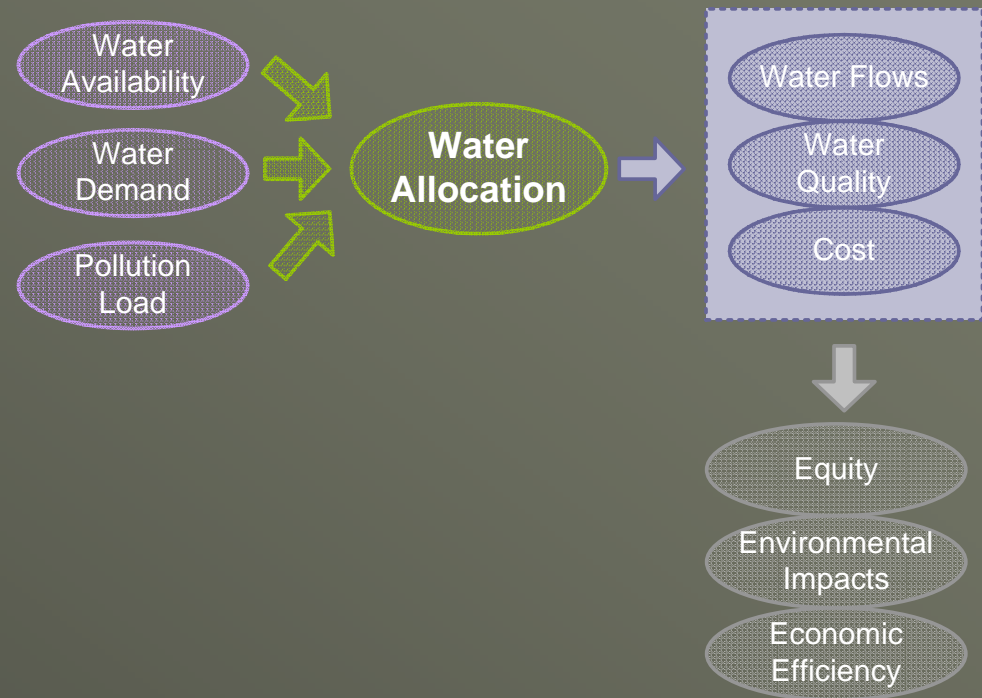 Water
Availability
Water
Demand
Pollution
Load
Water
Allocation
Water Flows
Water
Quality
Cost
Equity
Environmental
Impacts
Economic
Efficiency